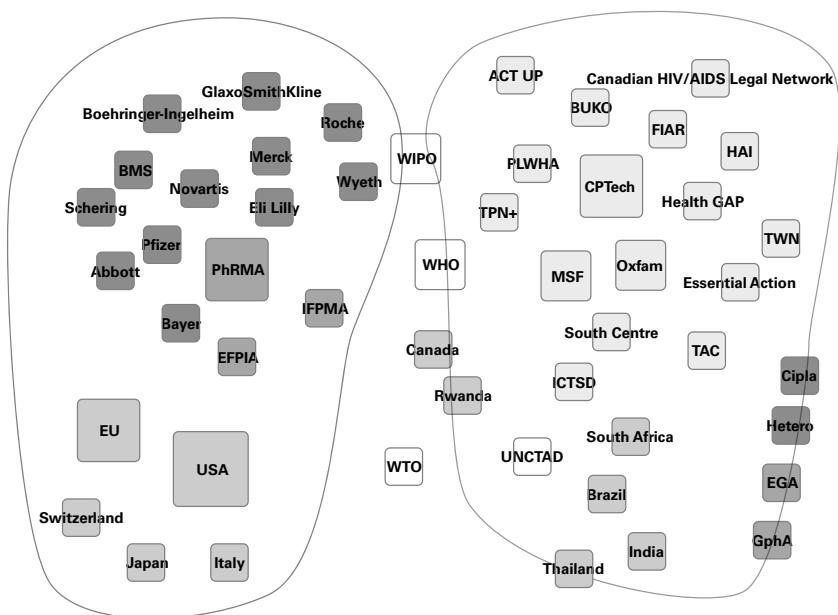 GlaxoSmithKline
Boehringer-Ingelheim
Roche
Merck
BMS
Novartis
Wyeth
Schering
Eli Lilly
Pfizer
Abbott
PhRMA
IFPMA
Bayer
EFPIA
EU
USA
Switzerland
Japan
Italy
WIPO
WHO
Canada
Rwanda
WTO
ACT UP
Canadian HIV/AIDS Legal Network
BUKO
FIAR
HAI
PLWHA
CPTech
Health GAP
TPN+
TWN
Oxfam
MSF
Essential Action
South Centre
TAC
ICTSD
Cipla
Hetero
South Africa
UNCTAD
EGA
Brazil
GphA
India
Thailand